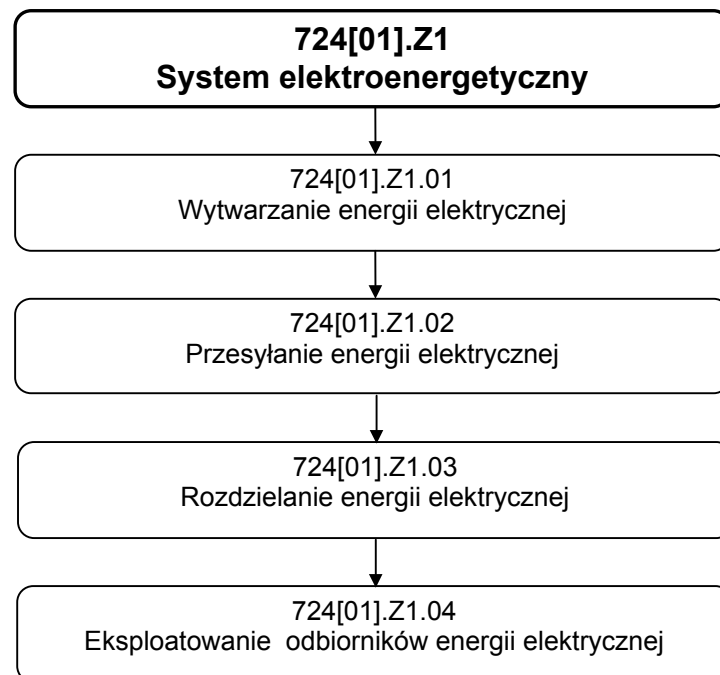 724[01].Z1
System elektroenergetyczny
724[01].Z1.01
Wytwarzanie energii elektrycznej
724[01].Z1.02
Przesyłanie energii elektrycznej
724[01].Z1.03
Rozdzielanie energii elektrycznej
724[01].Z1.04
Eksploatowanie  odbiorników energii elektrycznej